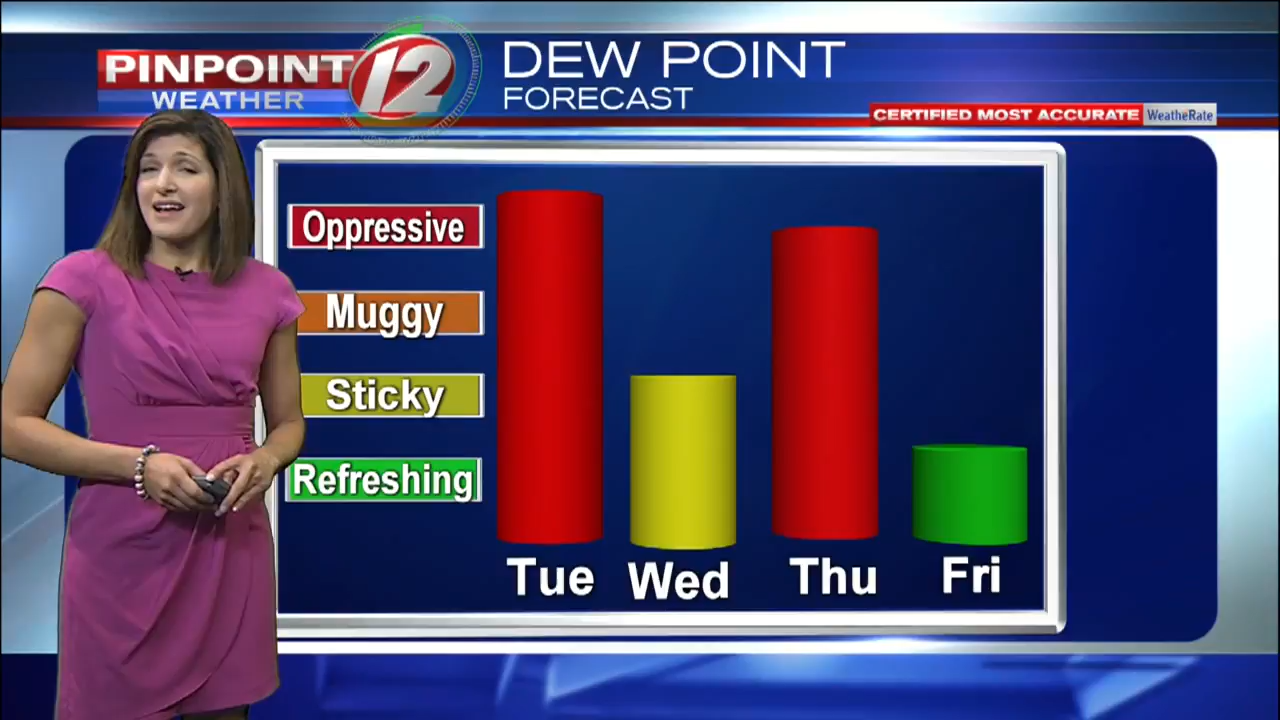 PINPOINT 12
WEATHER
DEW POINT
FORECAST
CERTIFIED MOST ACCURATE WeatheRate
Oppressive
Muggy
Sticky
Refreshing
Tue Wed Thu Fri